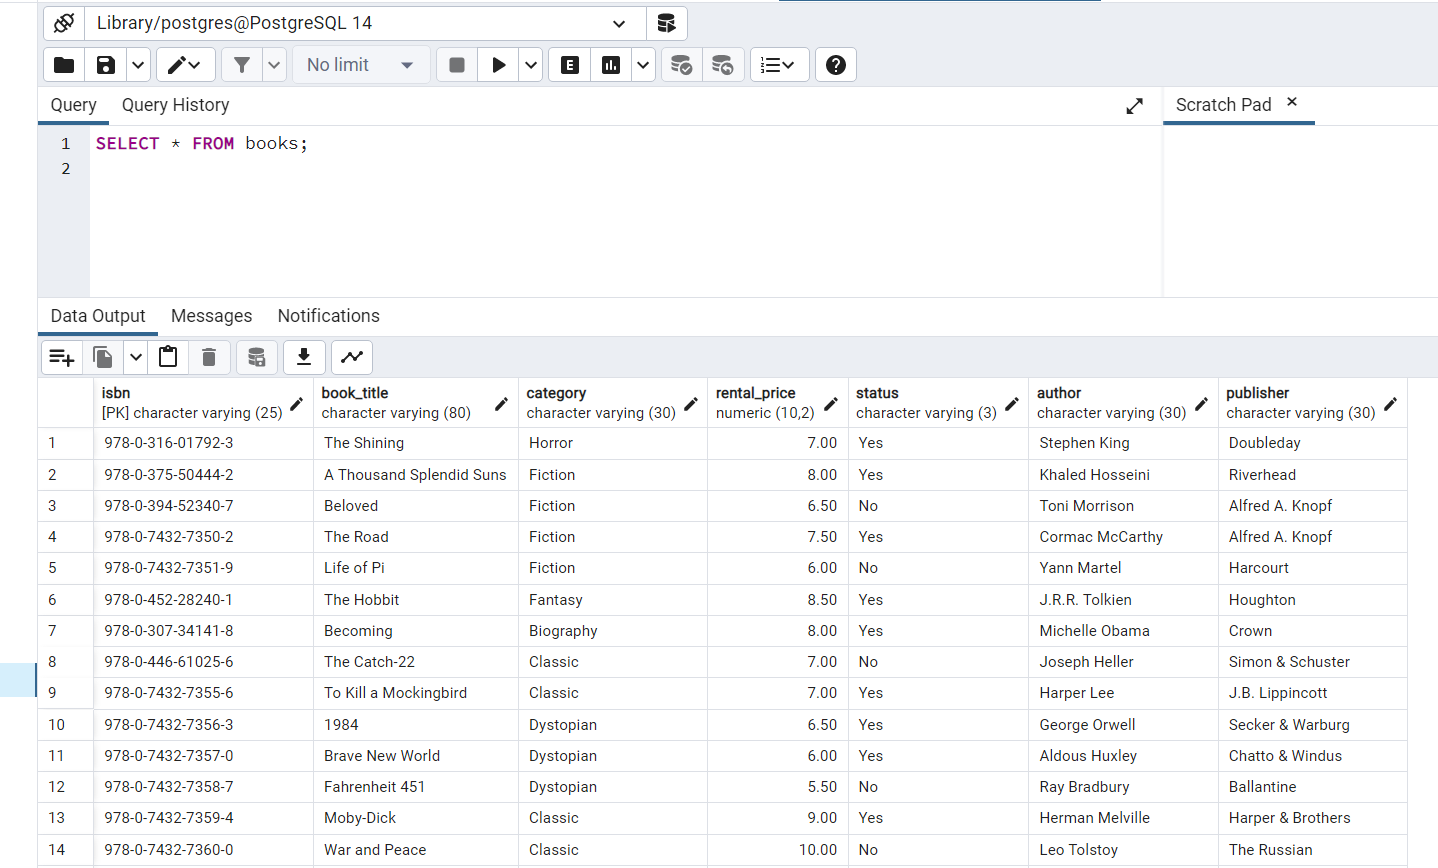 Library/postgres@PostgreSQL 14
No limit
E
Query Query History Scratch Pad
1 SELECT * FROM books;
2
Data Output Messages Notifications
isbn book_title category rental_price status author publisher
[PK] character varying (25) character varying (80) character varying (30) numeric (10,2) character varying (3) character varying (30) character varying (30)
1 978-0-316-01792-3 The Shining Horror 7.00 Yes Stephen King Doubleday
2 978-0-375-50444-2 A Thousand Splendid Suns Fiction 8.00 Yes Khaled Hosseini Riverhead
3 978-0-394-52340-7 Beloved Fiction 6.50 No Toni Morrison Alfred A. Knopf
4 978-0-7432-7350-2 The Road Fiction 7.50 Yes Cormac McCarthy Alfred A. Knopf
5 978-0-7432-7351-9 Life of Pi Fiction 6.00 No Yann Martel Harcourt
6 978-0-452-28240-1 The Hobbit Fantasy 8.50 Yes J.R.R. Tolkien Houghton
7 978-0-307-34141-8 Becoming Biography 8.00 Yes Michelle Obama Crown
8 978-0-446-61025-6 The Catch-22 Classic 7.00 No Joseph Heller Simon & Schuster
9 978-0-7432-7355-6 To Kill a Mockingbird Classic 7.00 Yes Harper Lee J.B. Lippincott
10 978-0-7432-7356-3 1984 Dystopian 6.50 Yes George Orwell Secker & Warburg
11 978-0-7432-7357-0 Brave New World Dystopian 6.00 Yes Aldous Huxley Chatto & Windus
12 978-0-7432-7358-7 Fahrenheit 451 Dystopian 5.50 No Ray Bradbury Ballantine
13 978-0-7432-7359-4 Moby-Dick Classic 9.00 Yes Herman Melville Harper & Brothers
14 978-0-7432-7360-0 War and Peace Classic 10.00 No Leo Tolstoy The Russian